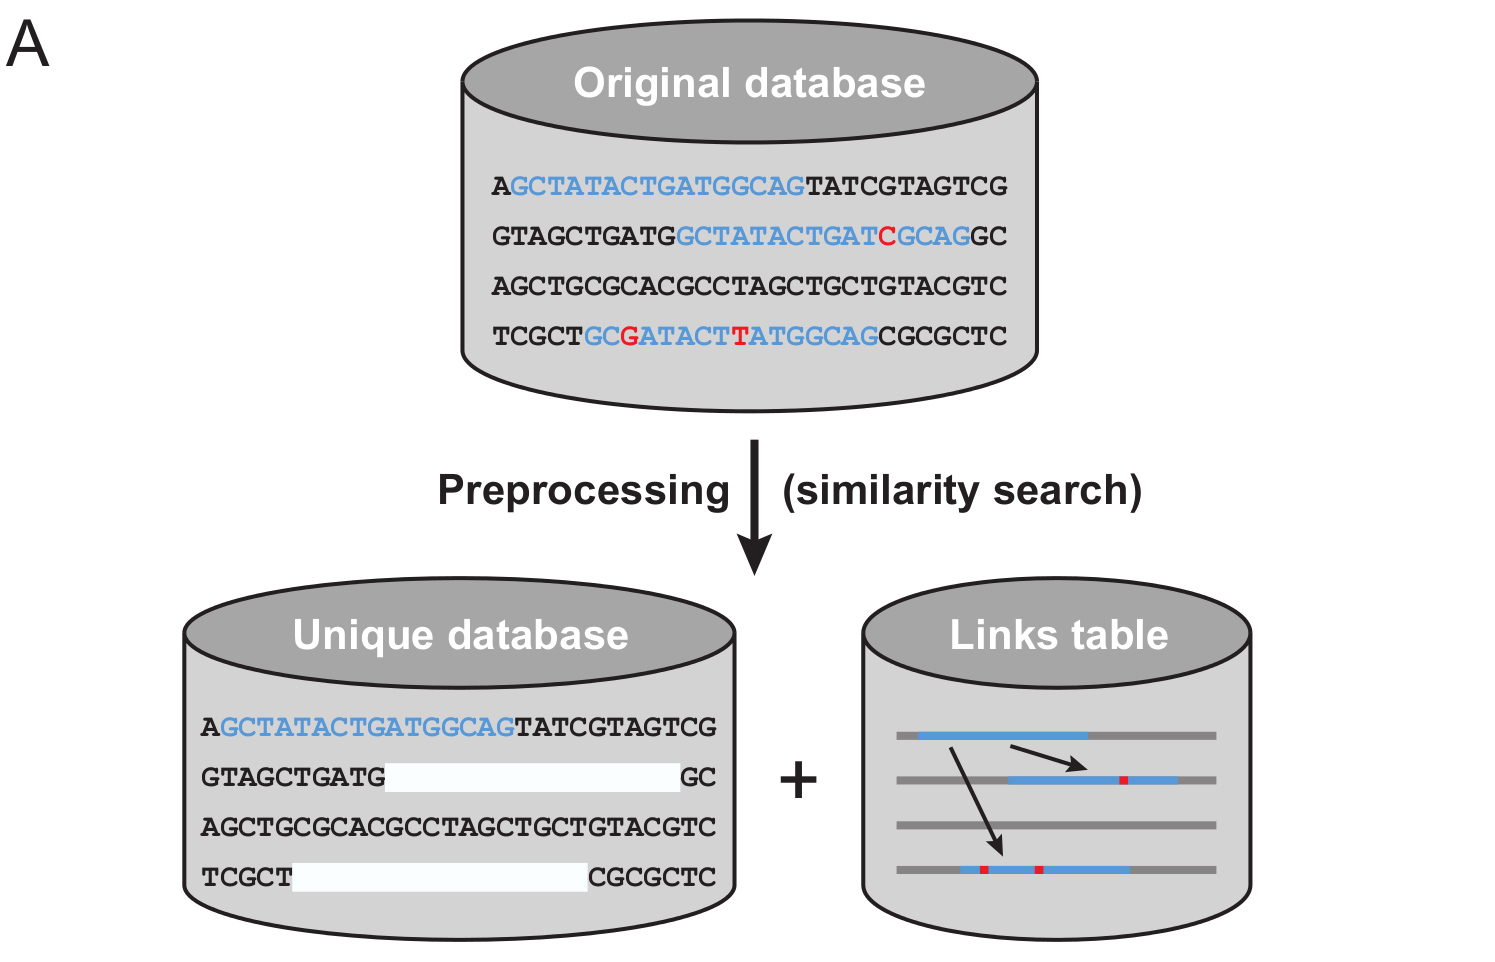 A
Original database
AGCTATACTGATGGCAGTATCGTAGTCG
GTAGCTGATGGCTATACTGATCGCAGGC
AGCTGCGCACGCCTAGCTGCTGTACGTC
TCGCTGCGATACTTATGGCAGCGCGCTC
Preprocessing (similarity search)
Unique database
AGCTATACTGATGGCAGTATCGTAGTCG
GTAGCTGATG GC
AGCTGCGCACGCCTAGCTGCTGTACGTC
TCGCT CGCGCTC
+
Links table